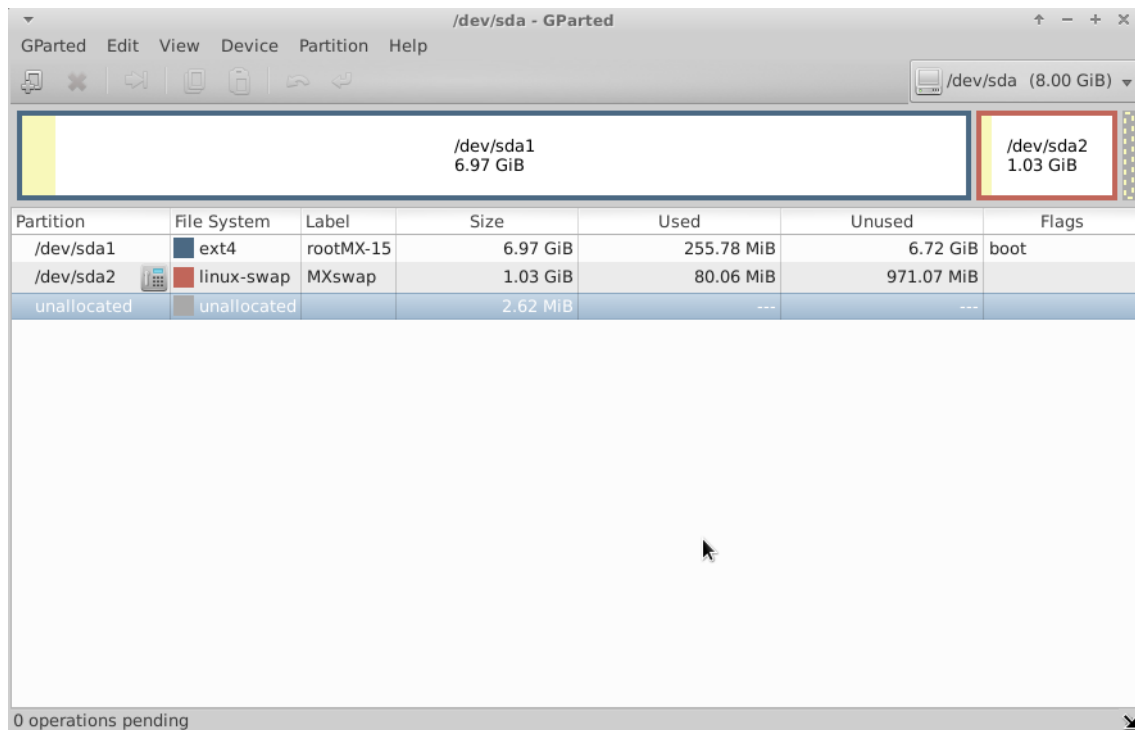 /dev/sda - GParted
GParted Edit View Device Partition Help
/dev/sda (8.00 GiB)
/dev/sda1
6.97 GiB
/dev/sda2
1.03 GiB
Partition File System Label Size Used Unused Flags
/dev/sda1 ext4 rootMX-15 6.97 GiB 255.78 MiB 6.72 GiB boot
/dev/sda2 linux-swap MXswap 1.03 GiB 80.06 MiB 971.07 MiB
unallocated unallocated 2.62 MiB --- ---
0 operations pending